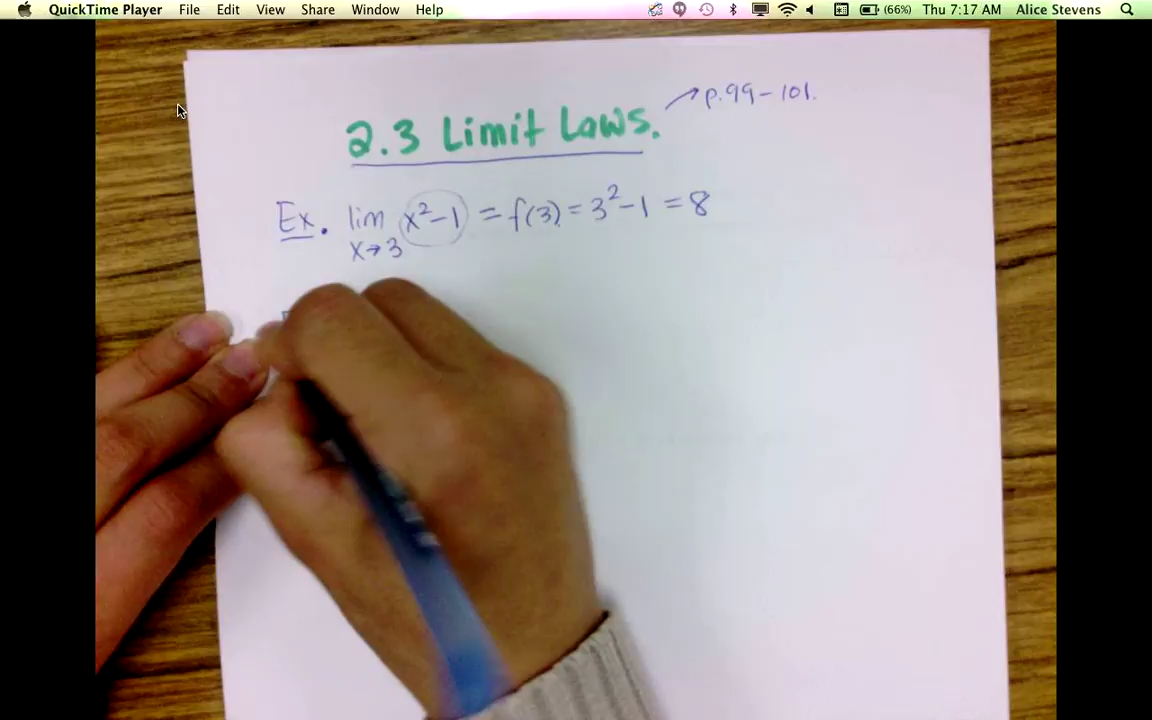 QuickTime Player File Edit View Share Window Help (66%) Thu 7:17 AM Alice Stevens
2.3 Limit Laws. → p.99-101.
Ex. lim x²-1 = f(3) = 3²-1 = 8
x→3